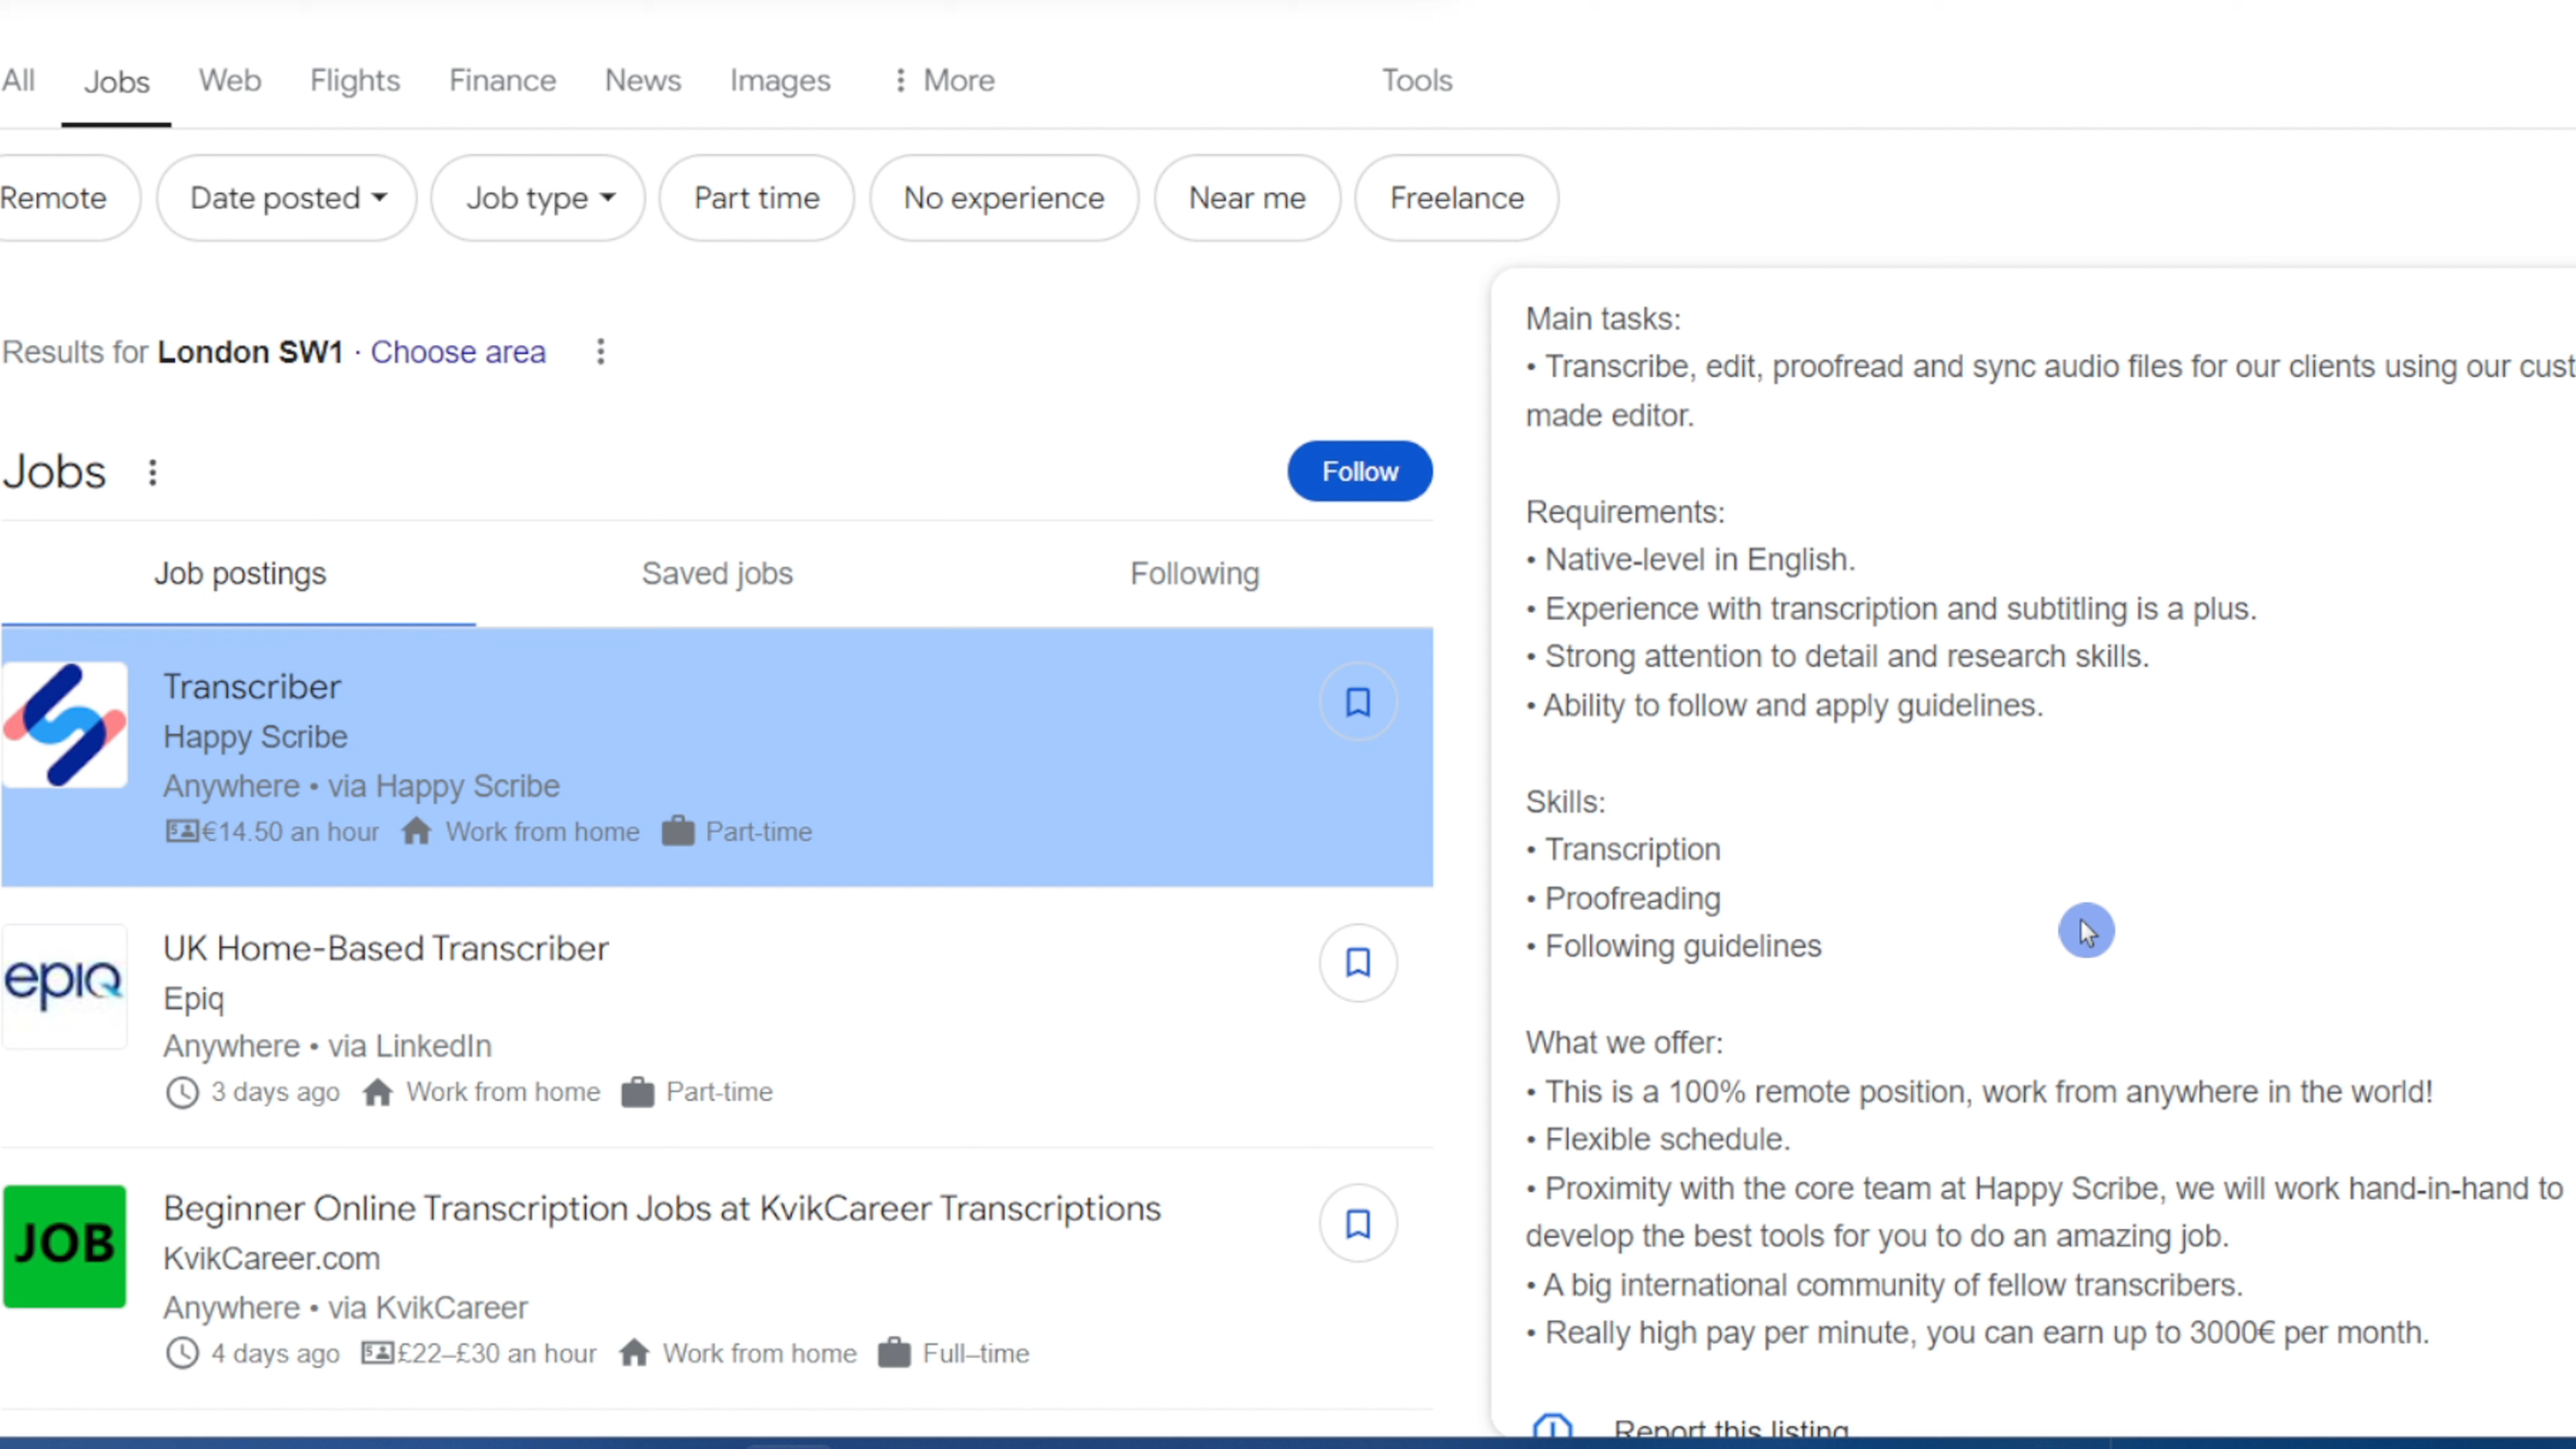 All Jobs Web Flights Finance News Images More Tools
Remote Date posted Job type Part time No experience Near me Freelance
Results for London SW1 · Choose area
Jobs
Follow
Job postings Saved jobs Following
Transcriber
Happy Scribe
Anywhere • via Happy Scribe
€14.50 an hour Work from home Part-time
epiq
UK Home-Based Transcriber
Epiq
Anywhere • via LinkedIn
3 days ago Work from home Part-time
JOB
Beginner Online Transcription Jobs at KvikCareer Transcriptions
KvikCareer.com
Anywhere • via KvikCareer
4 days ago £22–£30 an hour Work from home Full–time
Main tasks:
• Transcribe, edit, proofread and sync audio files for our clients using our cust
made editor.
Requirements:
• Native-level in English.
• Experience with transcription and subtitling is a plus.
• Strong attention to detail and research skills.
• Ability to follow and apply guidelines.
Skills:
• Transcription
• Proofreading
• Following guidelines
What we offer:
• This is a 100% remote position, work from anywhere in the world!
• Flexible schedule.
• Proximity with the core team at Happy Scribe, we will work hand-in-hand to
develop the best tools for you to do an amazing job.
• A big international community of fellow transcribers.
• Really high pay per minute, you can earn up to 3000€ per month.
Report this listing